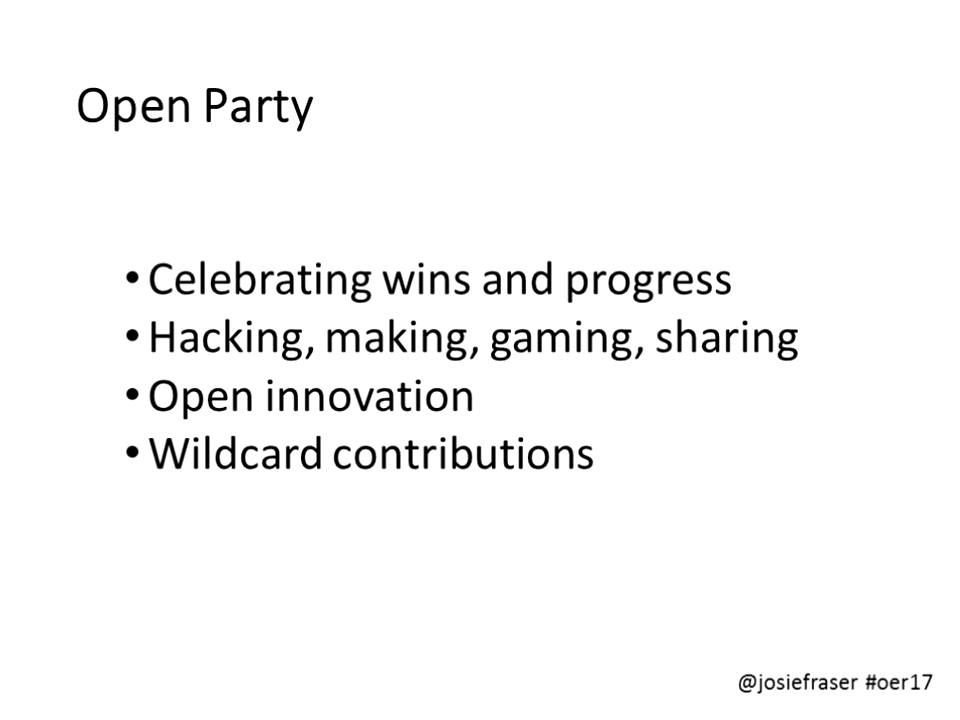 Open Party
• Celebrating wins and progress
• Hacking, making, gaming, sharing
• Open innovation
• Wildcard contributions
@josiefraser #oer17